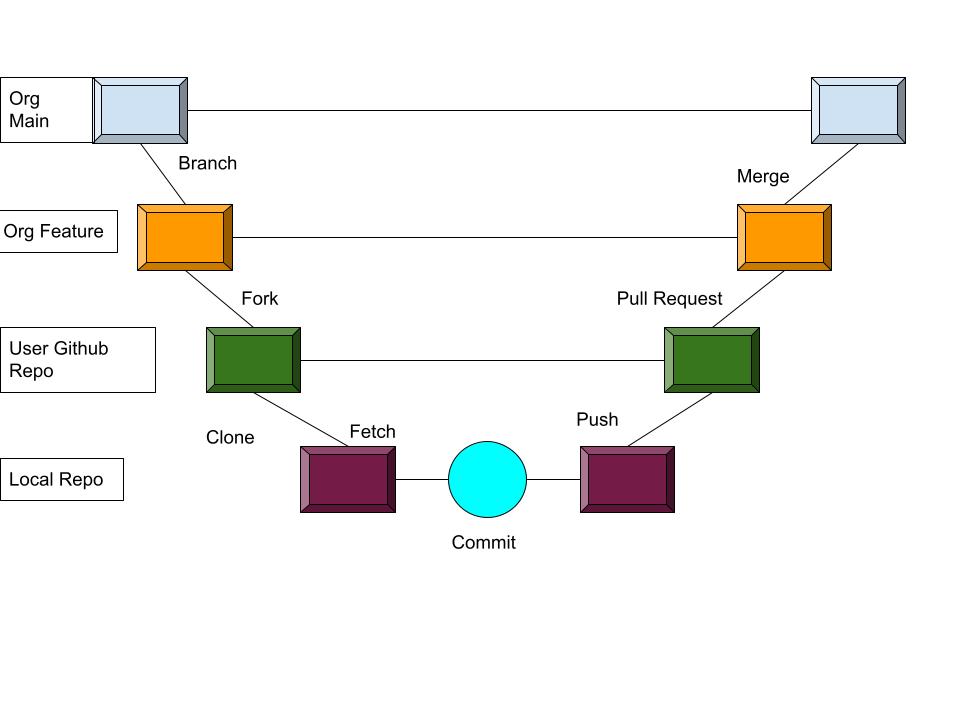 Org
Main
Branch
Merge
Org Feature
Fork
Pull Request
User Github
Repo
Clone
Fetch
Push
Local Repo
Commit